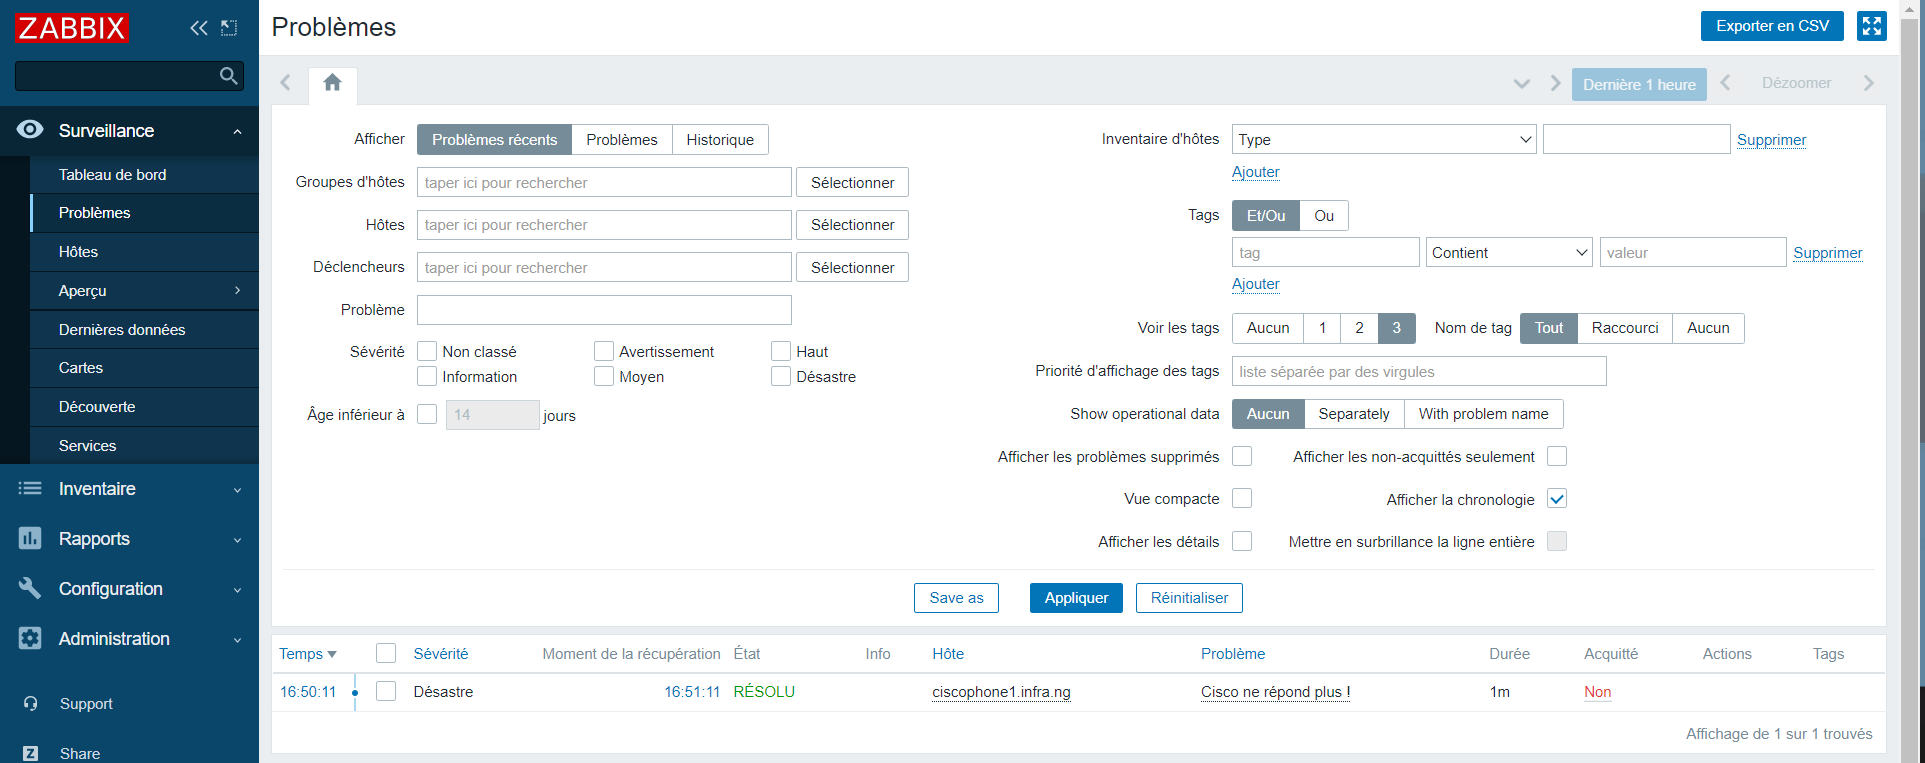 ZABBIX
Surveillance
Tableau de bord
Problèmes
Hôtes
Aperçu
Dernières données
Cartes
Découverte
Services
Inventaire
Rapports
Configuration
Administration
Support
Share
Problèmes
Exporter en CSV
Dernière 1 heure
Dézoomer
Afficher Problèmes récents Problèmes Historique
Groupes d'hôtes taper ici pour rechercher Sélectionner
Hôtes taper ici pour rechercher Sélectionner
Déclencheurs taper ici pour rechercher Sélectionner
Problème
Sévérité Non classé Avertissement Haut
Information Moyen Désastre
Âge inférieur à 14 jours
Inventaire d'hôtes Type Supprimer
Ajouter
Tags Et/Ou Ou
tag Contient valeur Supprimer
Ajouter
Voir les tags Aucun 1 2 3 Nom de tag Tout Raccourci Aucun
Priorité d'affichage des tags liste séparée par des virgules
Show operational data Aucun Separately With problem name
Afficher les problèmes supprimés Afficher les non-acquittés seulement
Vue compacte Afficher la chronologie
Afficher les détails Mettre en surbrillance la ligne entière
Save as Appliquer Réinitialiser
Temps Sévérité Moment de la récupération État Info Hôte Problème Durée Acquitté Actions Tags
16:50:11 Désastre 16:51:11 RÉSOLU ciscophone1.infra.ng Cisco ne répond plus ! 1m Non
Affichage de 1 sur 1 trouvés